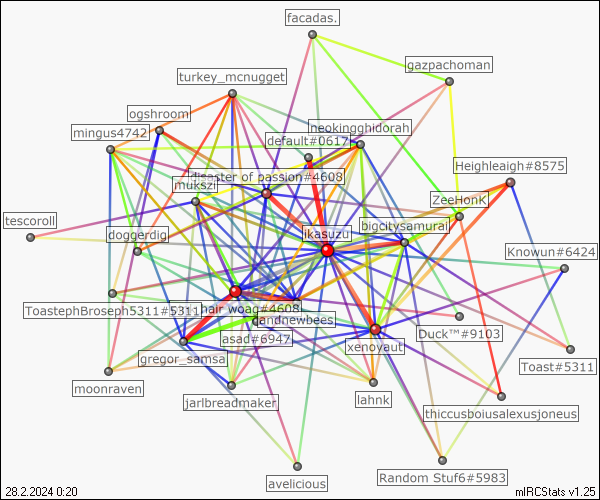 facadas.
gazpachoman
turkey_mcnugget
ogshroom
neokingghidorah
mingus4742
default#0617
Heighleaigh#8575
disaster of passion#4608
mukszi
ZeeHonK
tescoroll
bigcitysamurai
ikasuzu
doggerdig
Knowun#6424
ToastephBroseph5311#5311
hair woag#4608
andrewbees
Duck™#9103
asad#6947
xenoyaut
gregor_samsa
Toast#5311
moonraven
jarlbreadmaker
lahnk
thiccusboiusalexusjoneus
Random Stuf6#5983
avelicious
28.2.2024 0:20
mIRCStats v1.25